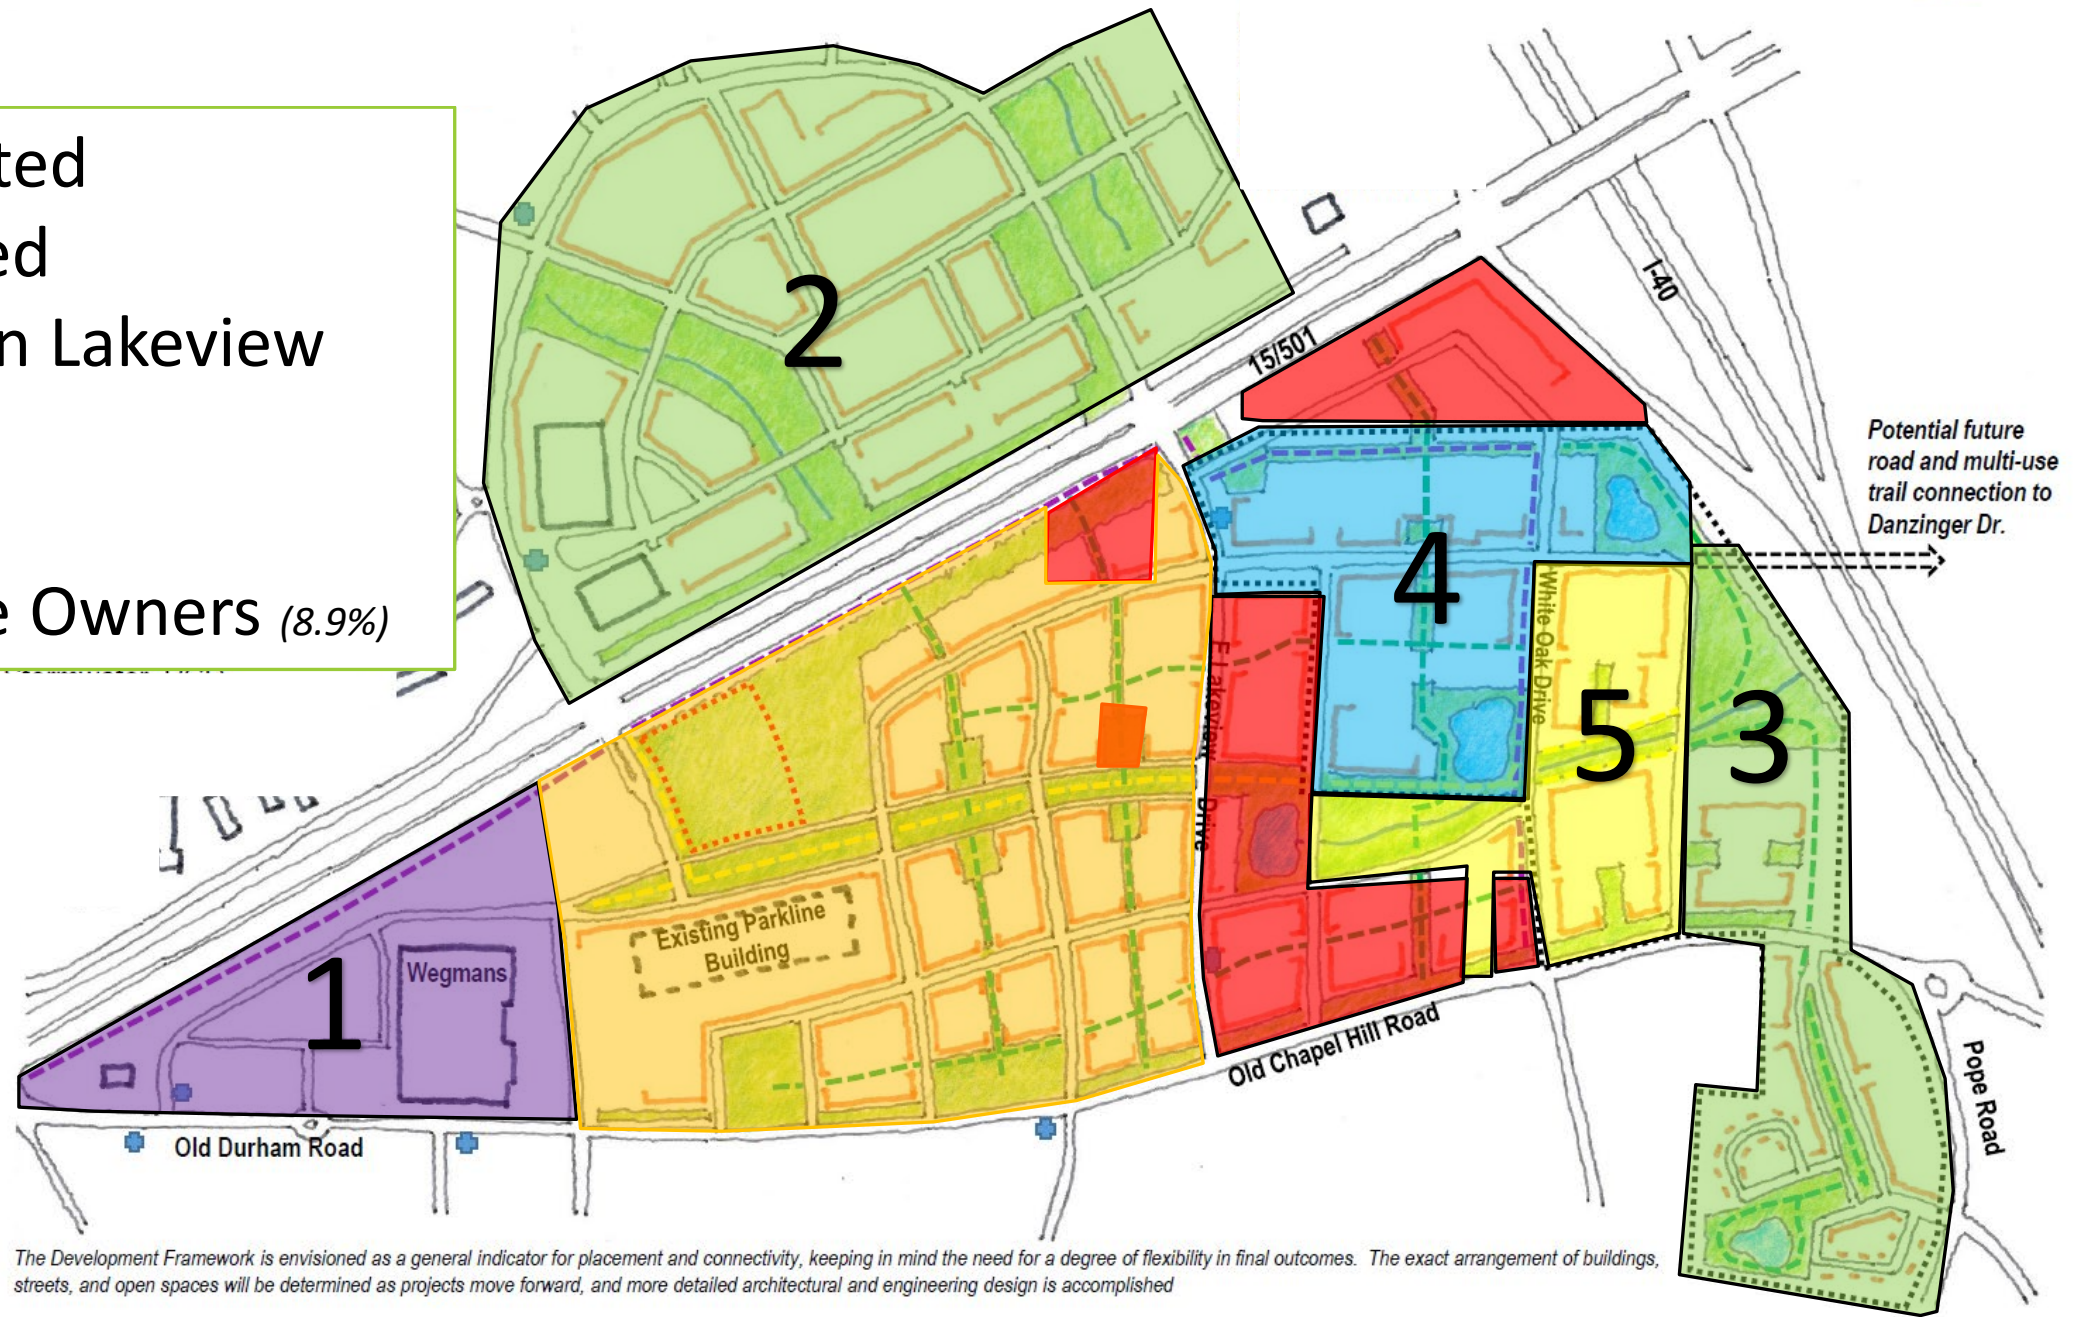 ted
ed
n Lakeview
e Owners (8.9%)
2
15/501
I-40
Potential future
road and multi-use
trail connection to
Danzinger Dr.
4
White Oak Drive
5
3
E Lakeview Drive
Existing Parkline
Building
Wegmans
1
Old Chapel Hill Road
Old Durham Road
Pope Road
The Development Framework is envisioned as a general indicator for placement and connectivity, keeping in mind the need for a degree of flexibility in final outcomes. The exact arrangement of buildings,
streets, and open spaces will be determined as projects move forward, and more detailed architectural and engineering design is accomplished